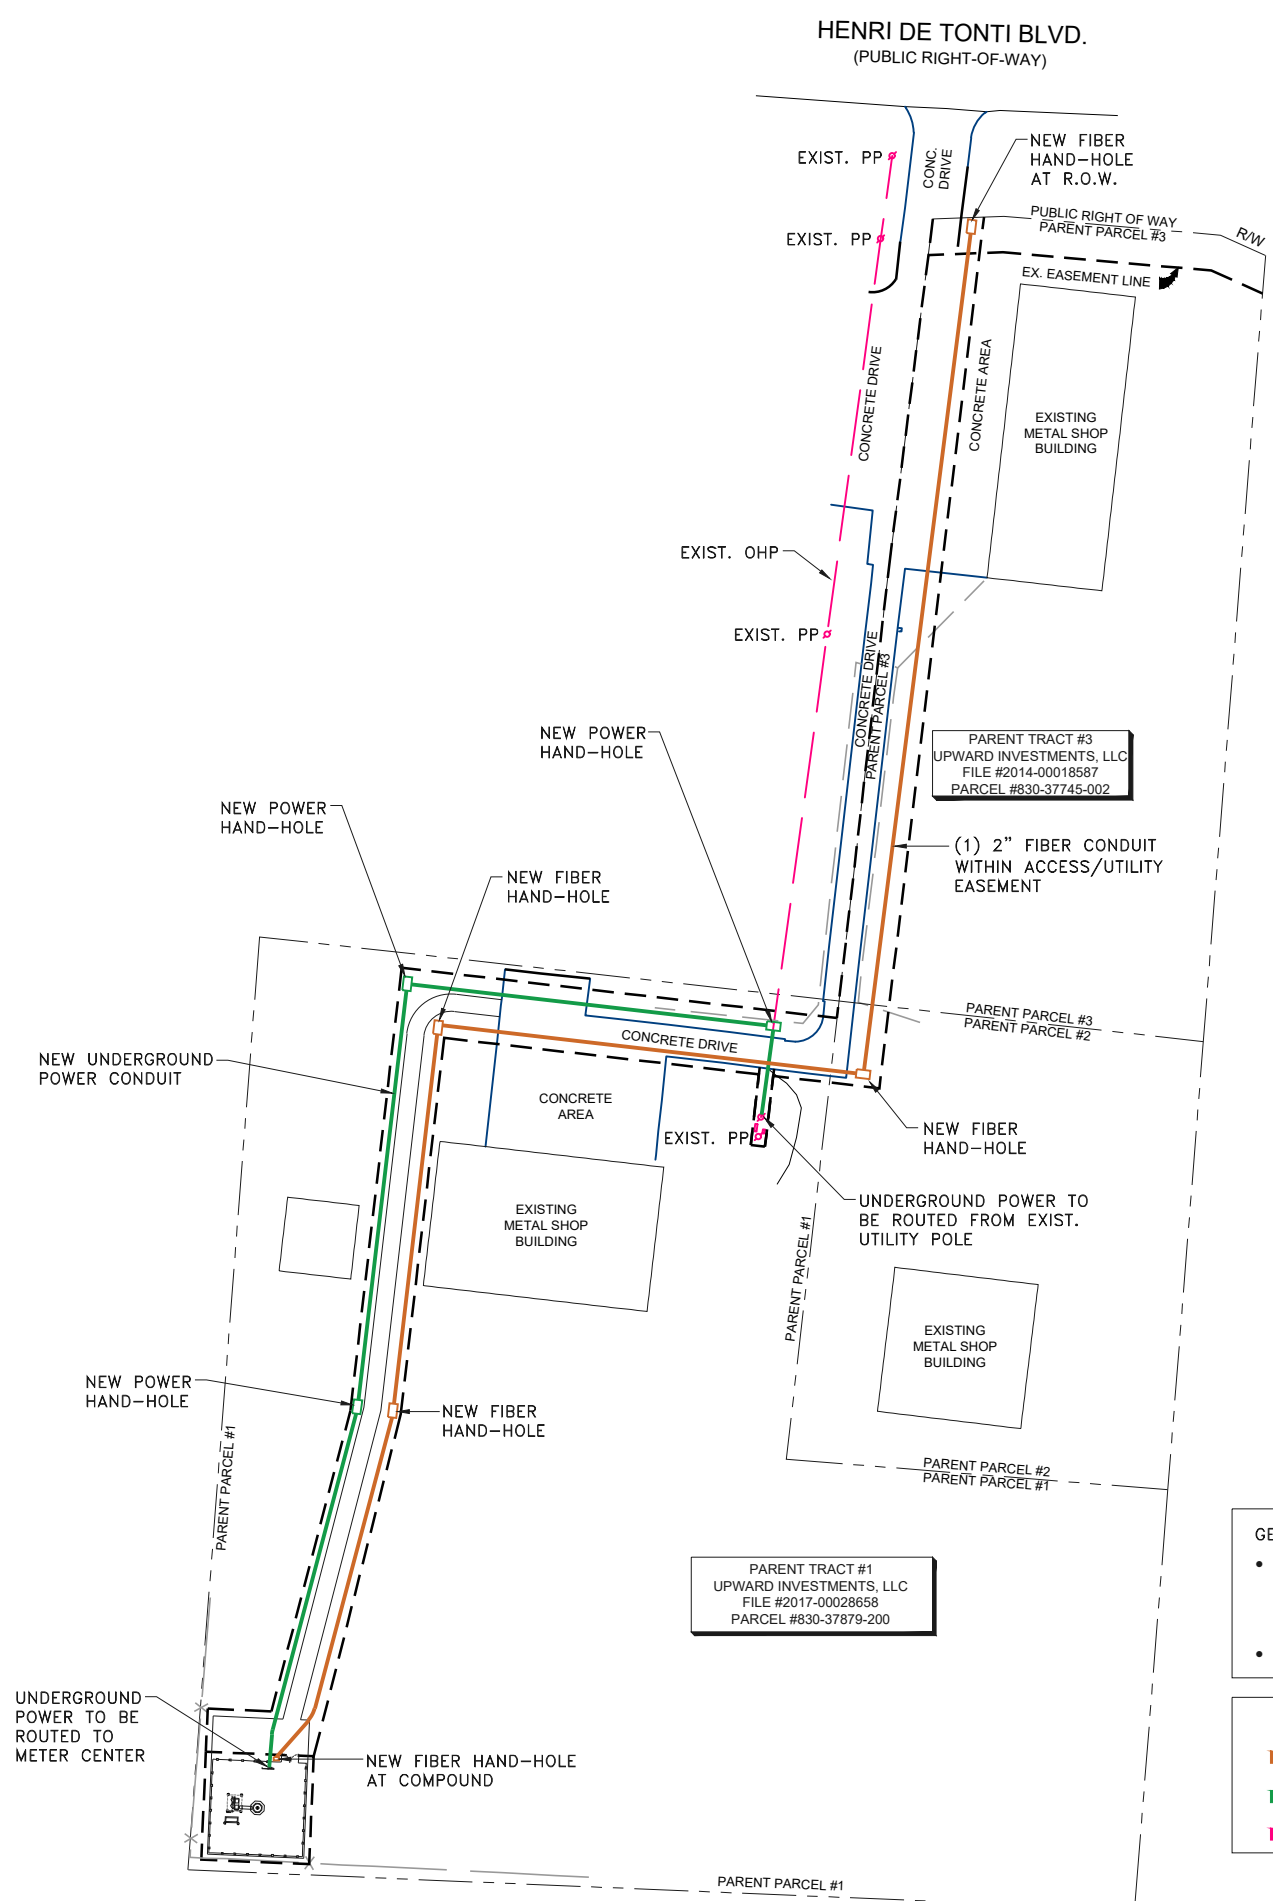 HENRI DE TONTI BLVD.
(PUBLIC RIGHT-OF-WAY)
EXIST. PP
CONC.
DRIVE
NEW FIBER
HAND-HOLE
AT R.O.W.
EXIST. PP
PUBLIC RIGHT OF WAY
PARENT PARCEL #3
R/W
EX. EASEMENT LINE
CONCRETE DRIVE
CONCRETE AREA
EXISTING
METAL SHOP
BUILDING
EXIST. OHP
EXIST. PP
CONCRETE DRIVE
PARENT PARCEL #3
NEW POWER
HAND-HOLE
PARENT TRACT #3
UPWARD INVESTMENTS, LLC
FILE #2014-00018587
PARCEL #830-37745-002
NEW POWER
HAND-HOLE
(1) 2" FIBER CONDUIT
WITHIN ACCESS/UTILITY
EASEMENT
NEW FIBER
HAND-HOLE
PARENT PARCEL #3
PARENT PARCEL #2
CONCRETE DRIVE
NEW UNDERGROUND
POWER CONDUIT
CONCRETE
AREA
EXIST. PP
NEW FIBER
HAND-HOLE
UNDERGROUND POWER TO
BE ROUTED FROM EXIST.
UTILITY POLE
EXISTING
METAL SHOP
BUILDING
PARENT PARCEL #1
EXISTING
METAL SHOP
BUILDING
NEW POWER
HAND-HOLE
NEW FIBER
HAND-HOLE
PARENT PARCEL #1
PARENT PARCEL #2
PARENT PARCEL #1
GE
PARENT TRACT #1
UPWARD INVESTMENTS, LLC
FILE #2017-00028658
PARCEL #830-37879-200
UNDERGROUND
POWER TO BE
ROUTED TO
METER CENTER
NEW FIBER HAND-HOLE
AT COMPOUND
PARENT PARCEL #1